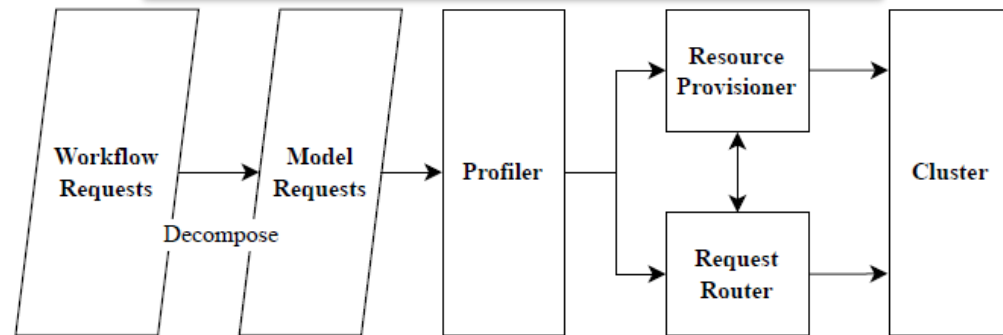 Workflow
Requests
Decompose
Model
Requests
Profiler
Resource
Provisioner
Request
Router
Cluster